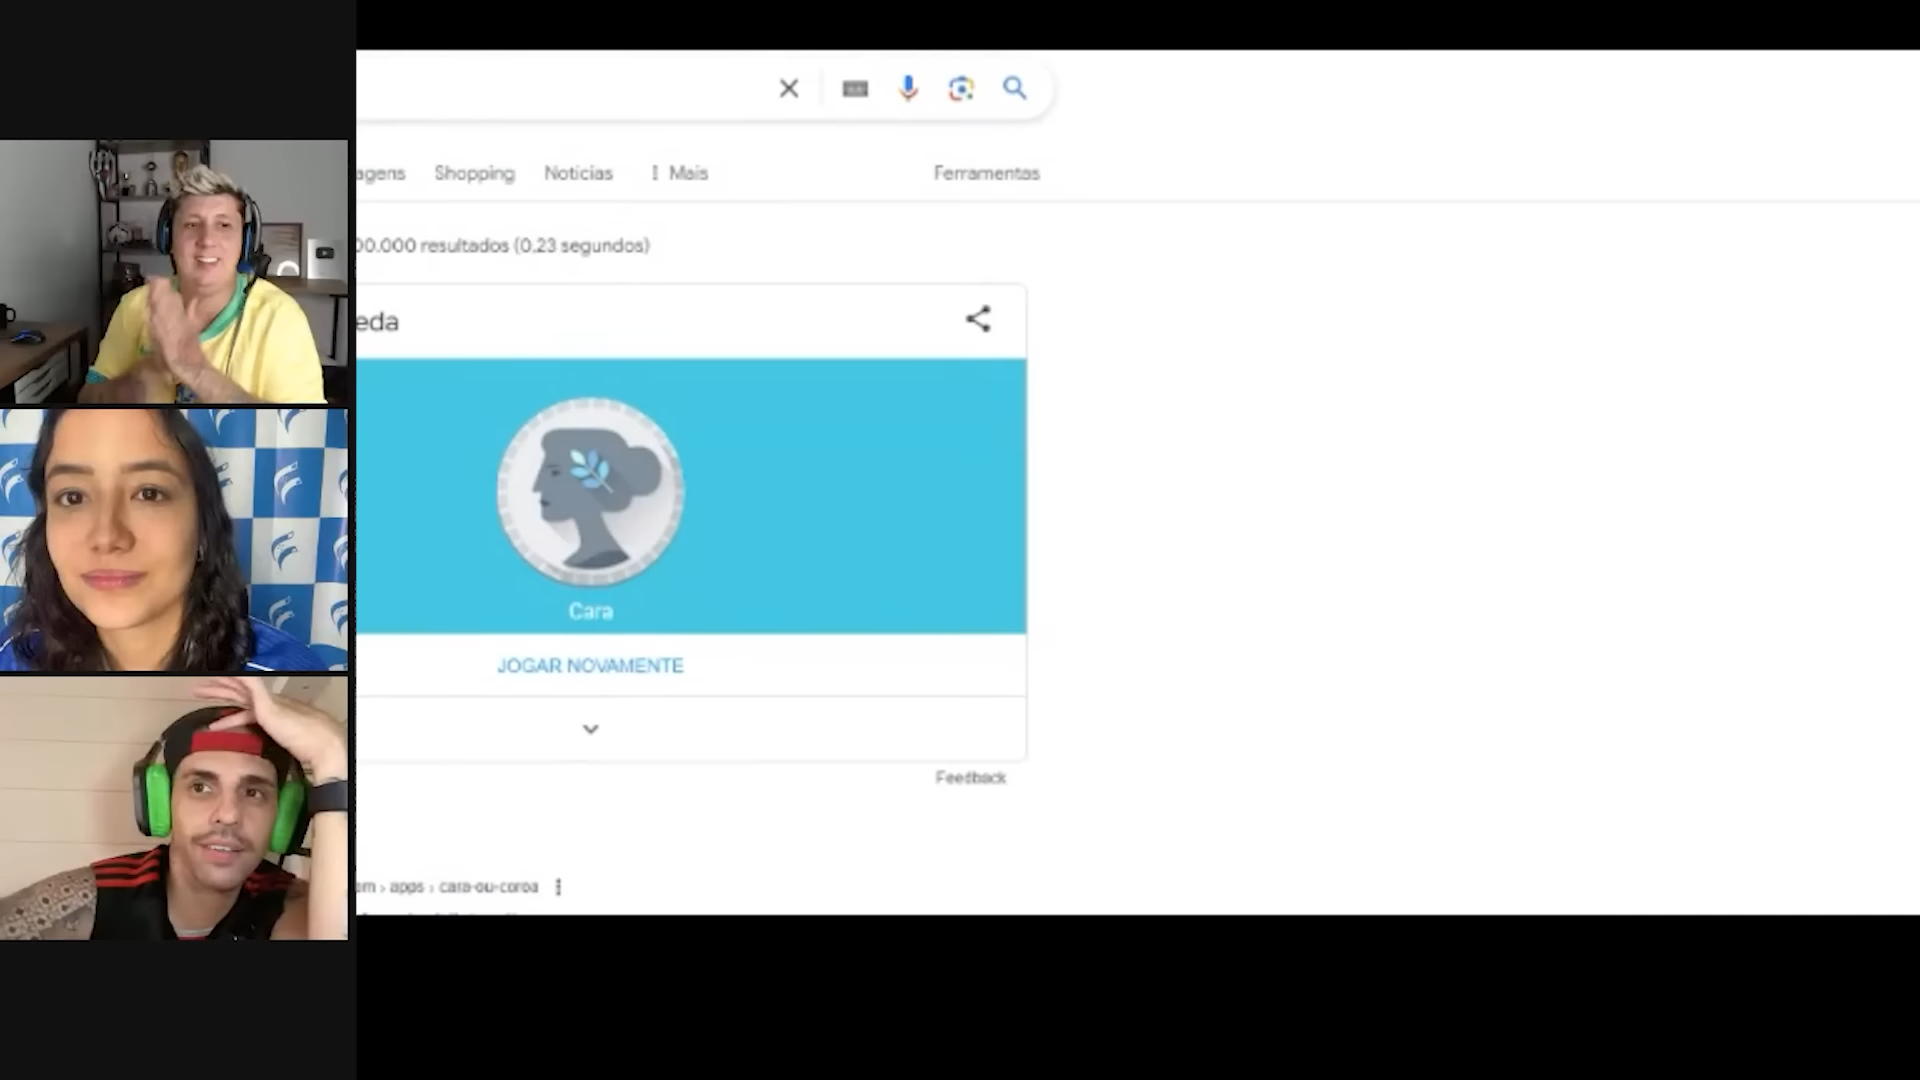 agens Shopping Notícias Mais Ferramentas
00.000 resultados (0,23 segundos)
eda
Cara
JOGAR NOVAMENTE
Feedback
om › apps › cara-ou-coroa